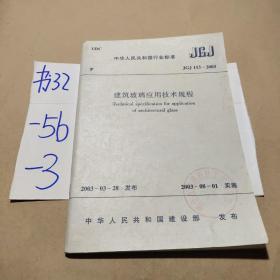 书32
-5b
-3
UDC
中华人民共和国行业标准
JGJ
P
JGJ 113-2003
建筑玻璃应用技术规程
Technical specification for application
of architectural glass
2003-03-28 发布
2003-08-01 实施
中华人民共和国建设部 发布